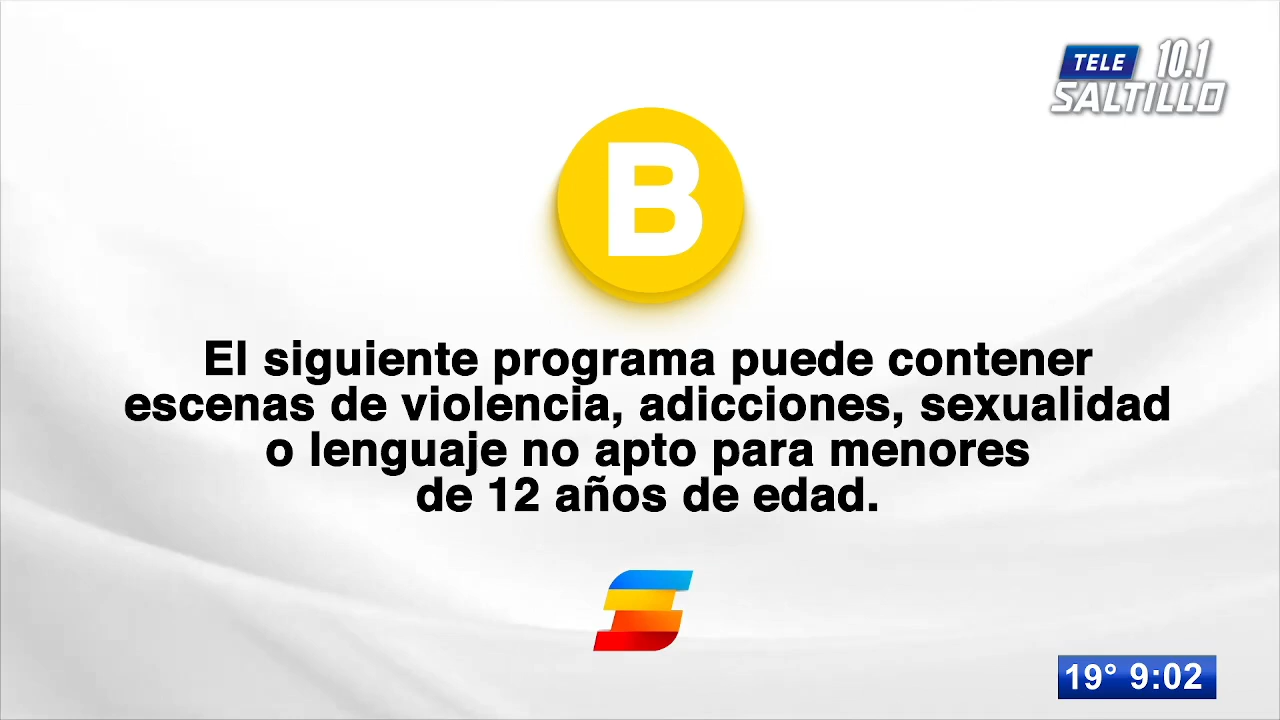 TELE 10.1
SALTILLO
B
El siguiente programa puede contener
escenas de violencia, adicciones, sexualidad
o lenguaje no apto para menores
de 12 años de edad.
S
19° 9:02